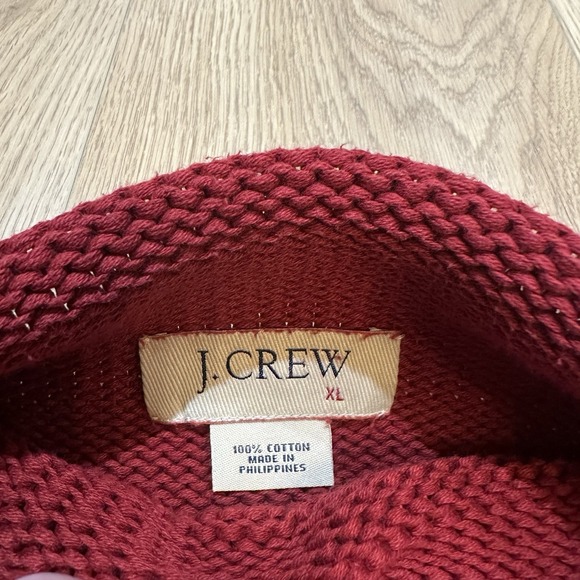 J. CREW
XL
100% COTTON
MADE IN
PHILIPPINES